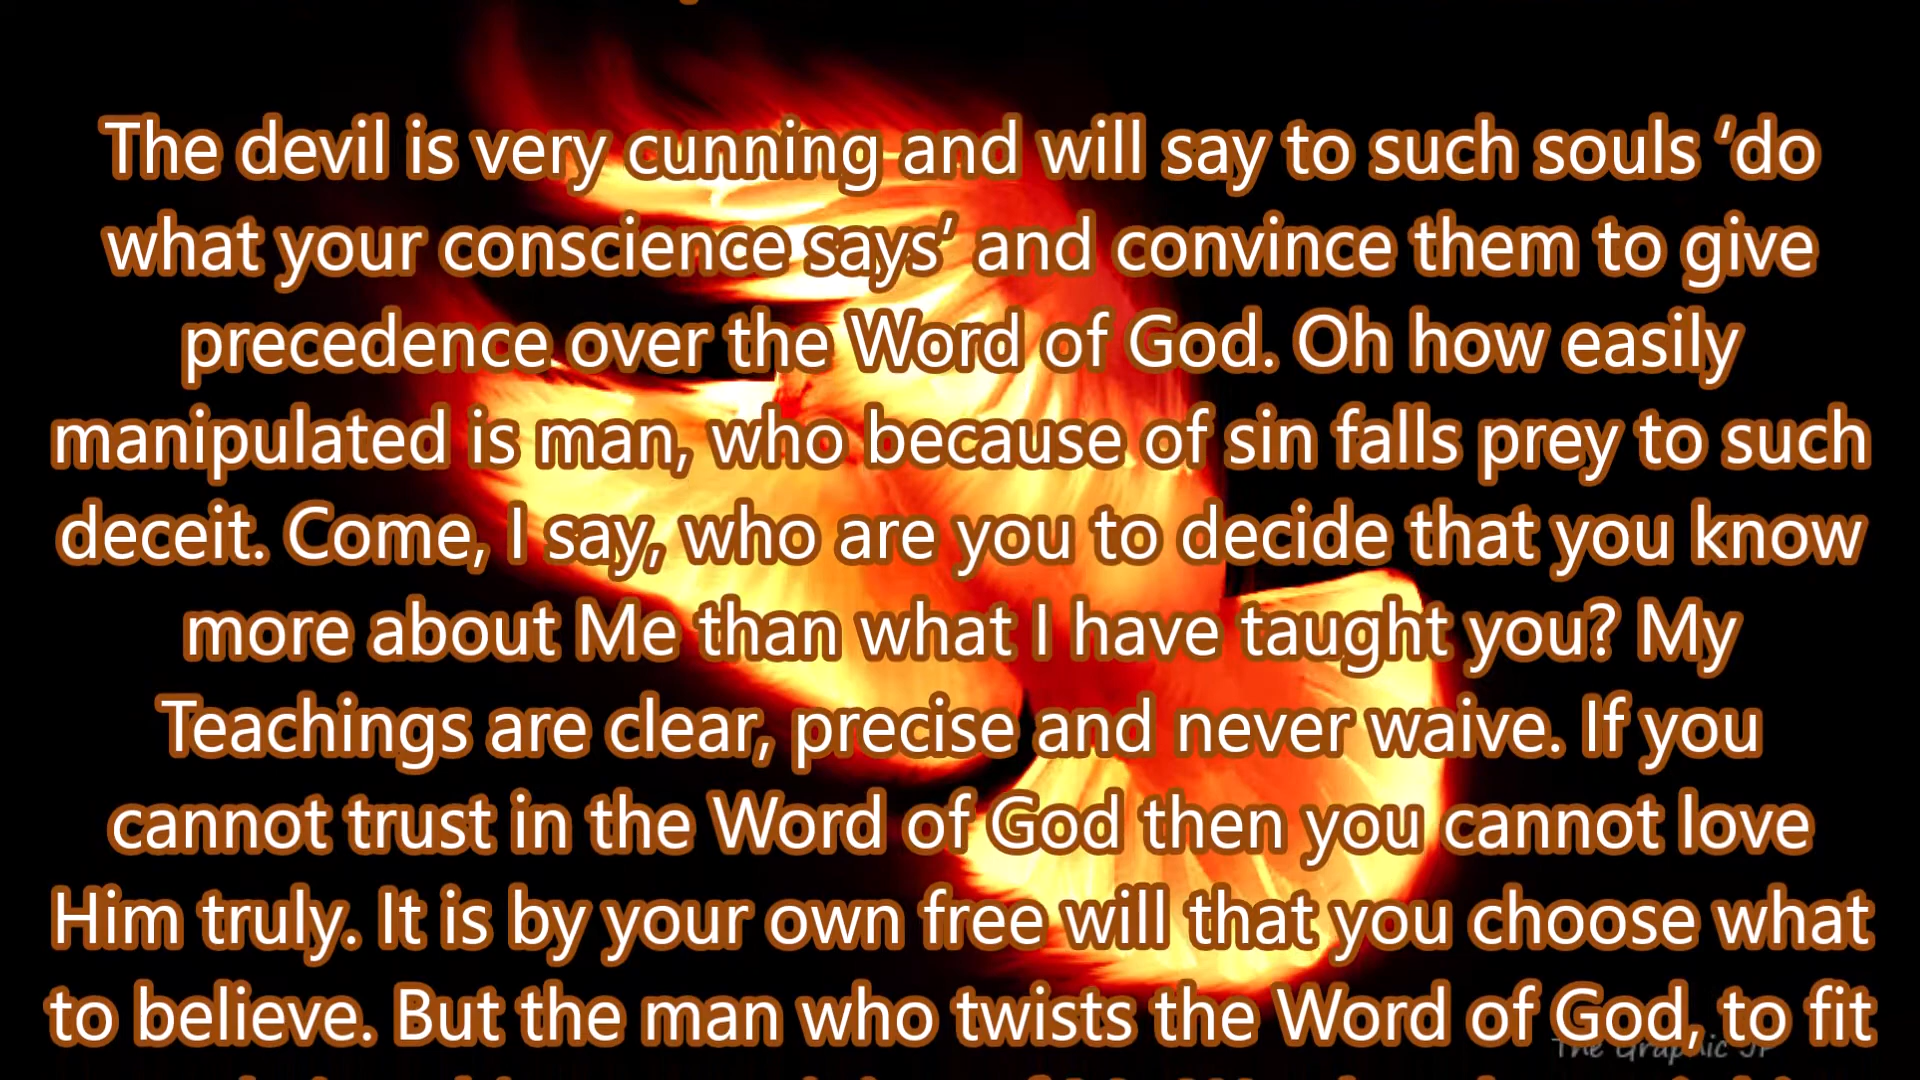 The devil is very cunning and will say to such souls ‘do
what your conscience says’ and convince them to give
precedence over the Word of God. Oh how easily
manipulated is man, who because of sin falls prey to such
deceit. Come, I say, who are you to decide that you know
more about Me than what I have taught you? My
Teachings are clear, precise and never waive. If you
cannot trust in the Word of God then you cannot love
Him truly. It is by your own free will that you choose what
to believe. But the man who twists the Word of God, to fit
The Graphic JP